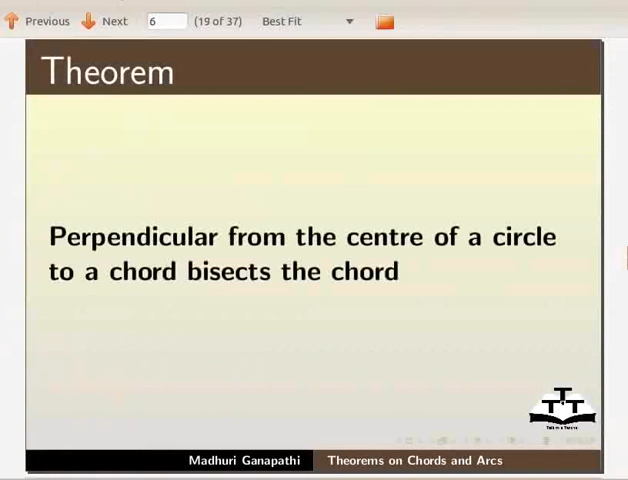 Previous Next 6 (19 of 37) Best Fit
Theorem
Perpendicular from the centre of a circle
to a chord bisects the chord
Madhuri Ganapathi Theorems on Chords and Arcs